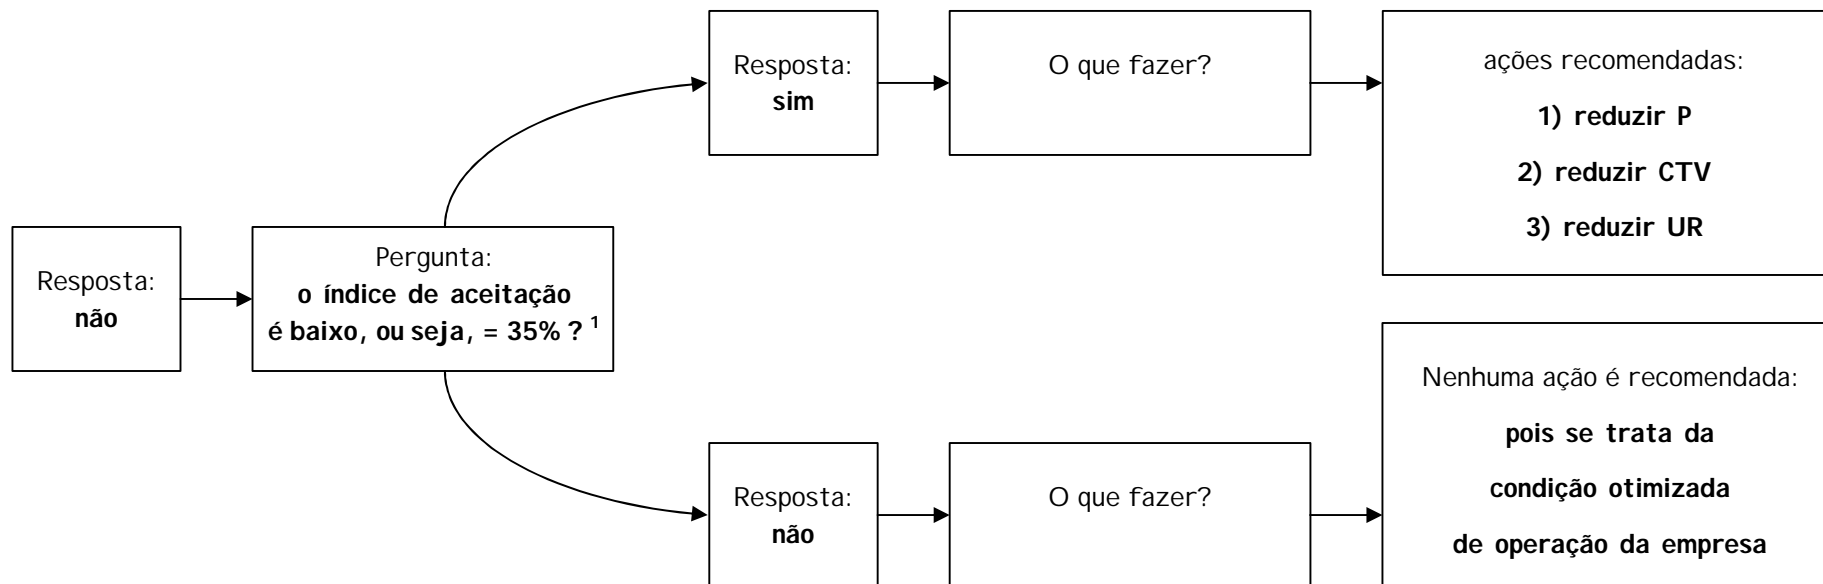 Resposta:
não
Pergunta:
o índice de aceitação
é baixo, ou seja, = 35% ? 1
Resposta:
sim
O que fazer?
ações recomendadas:
1) reduzir P
2) reduzir CTV
3) reduzir UR
Resposta:
não
O que fazer?
Nenhuma ação é recomendada:
pois se trata da
condição otimizada
de operação da empresa